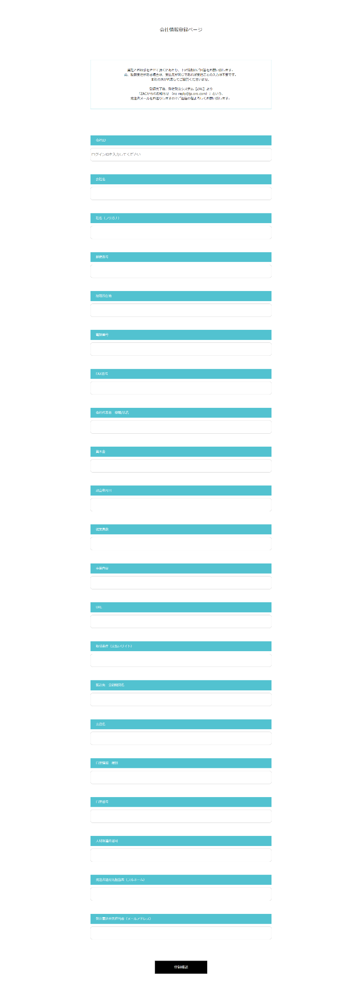 会社情報登録ページ
貴社とお取引をさせて頂くにあたり、下記情報のご回答をお願い致します。
尚、複数支社がある場合は、支払先が同じであれば支社ごとの入力は不要です。
本社の方が代表してご回答くださいませ。
登録完了後、弊社発注システム【ZAC】より
「ZACからのお知らせ （no-reply@jp.oro.com）」という、
発注書メールをお送りしますのでご返信の程よろしくお願い致します。
会社ID
ログインIDを入力してください
会社名
社名（フリガナ）
郵便番号
経理所在地
電話番号
FAX番号
会社代表者　役職/氏名
資本金
設立年月日
従業員数
事業内容
URL
取引条件（支払いサイト）
振込先　金融機関名
支店名
口座情報　種別
口座番号
人材派遣許認可
発注書送付先担当者（フルネーム）
発注書送付先担当者（メールアドレス）
登録確認